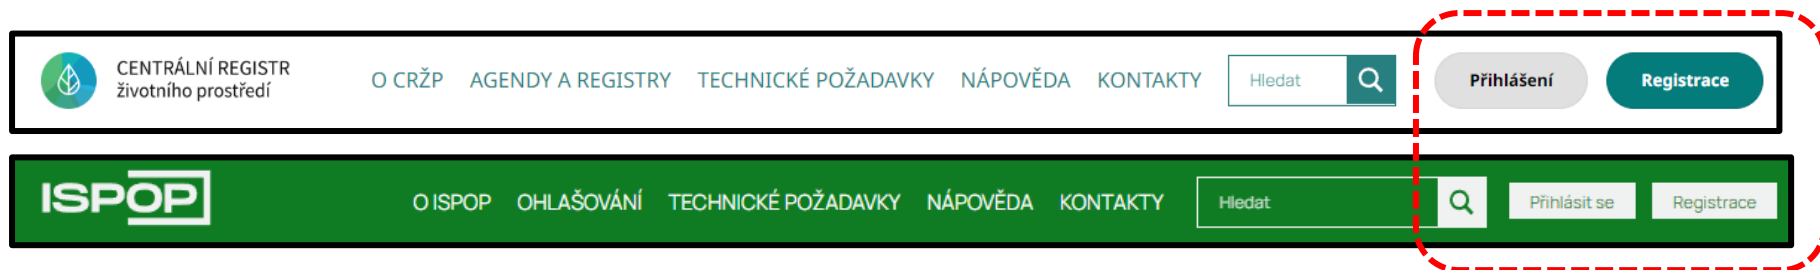 CENTRÁLNÍ REGISTR
životního prostředí
O CRŽP AGENDY A REGISTRY TECHNICKÉ POŽADAVKY NÁPOVĚDA KONTAKTY Hledat Přihlášení Registrace
ISPOP O ISPOP OHLAŠOVÁNÍ TECHNICKÉ POŽADAVKY NÁPOVĚDA KONTAKTY Hledat Přihlásit se Registrace